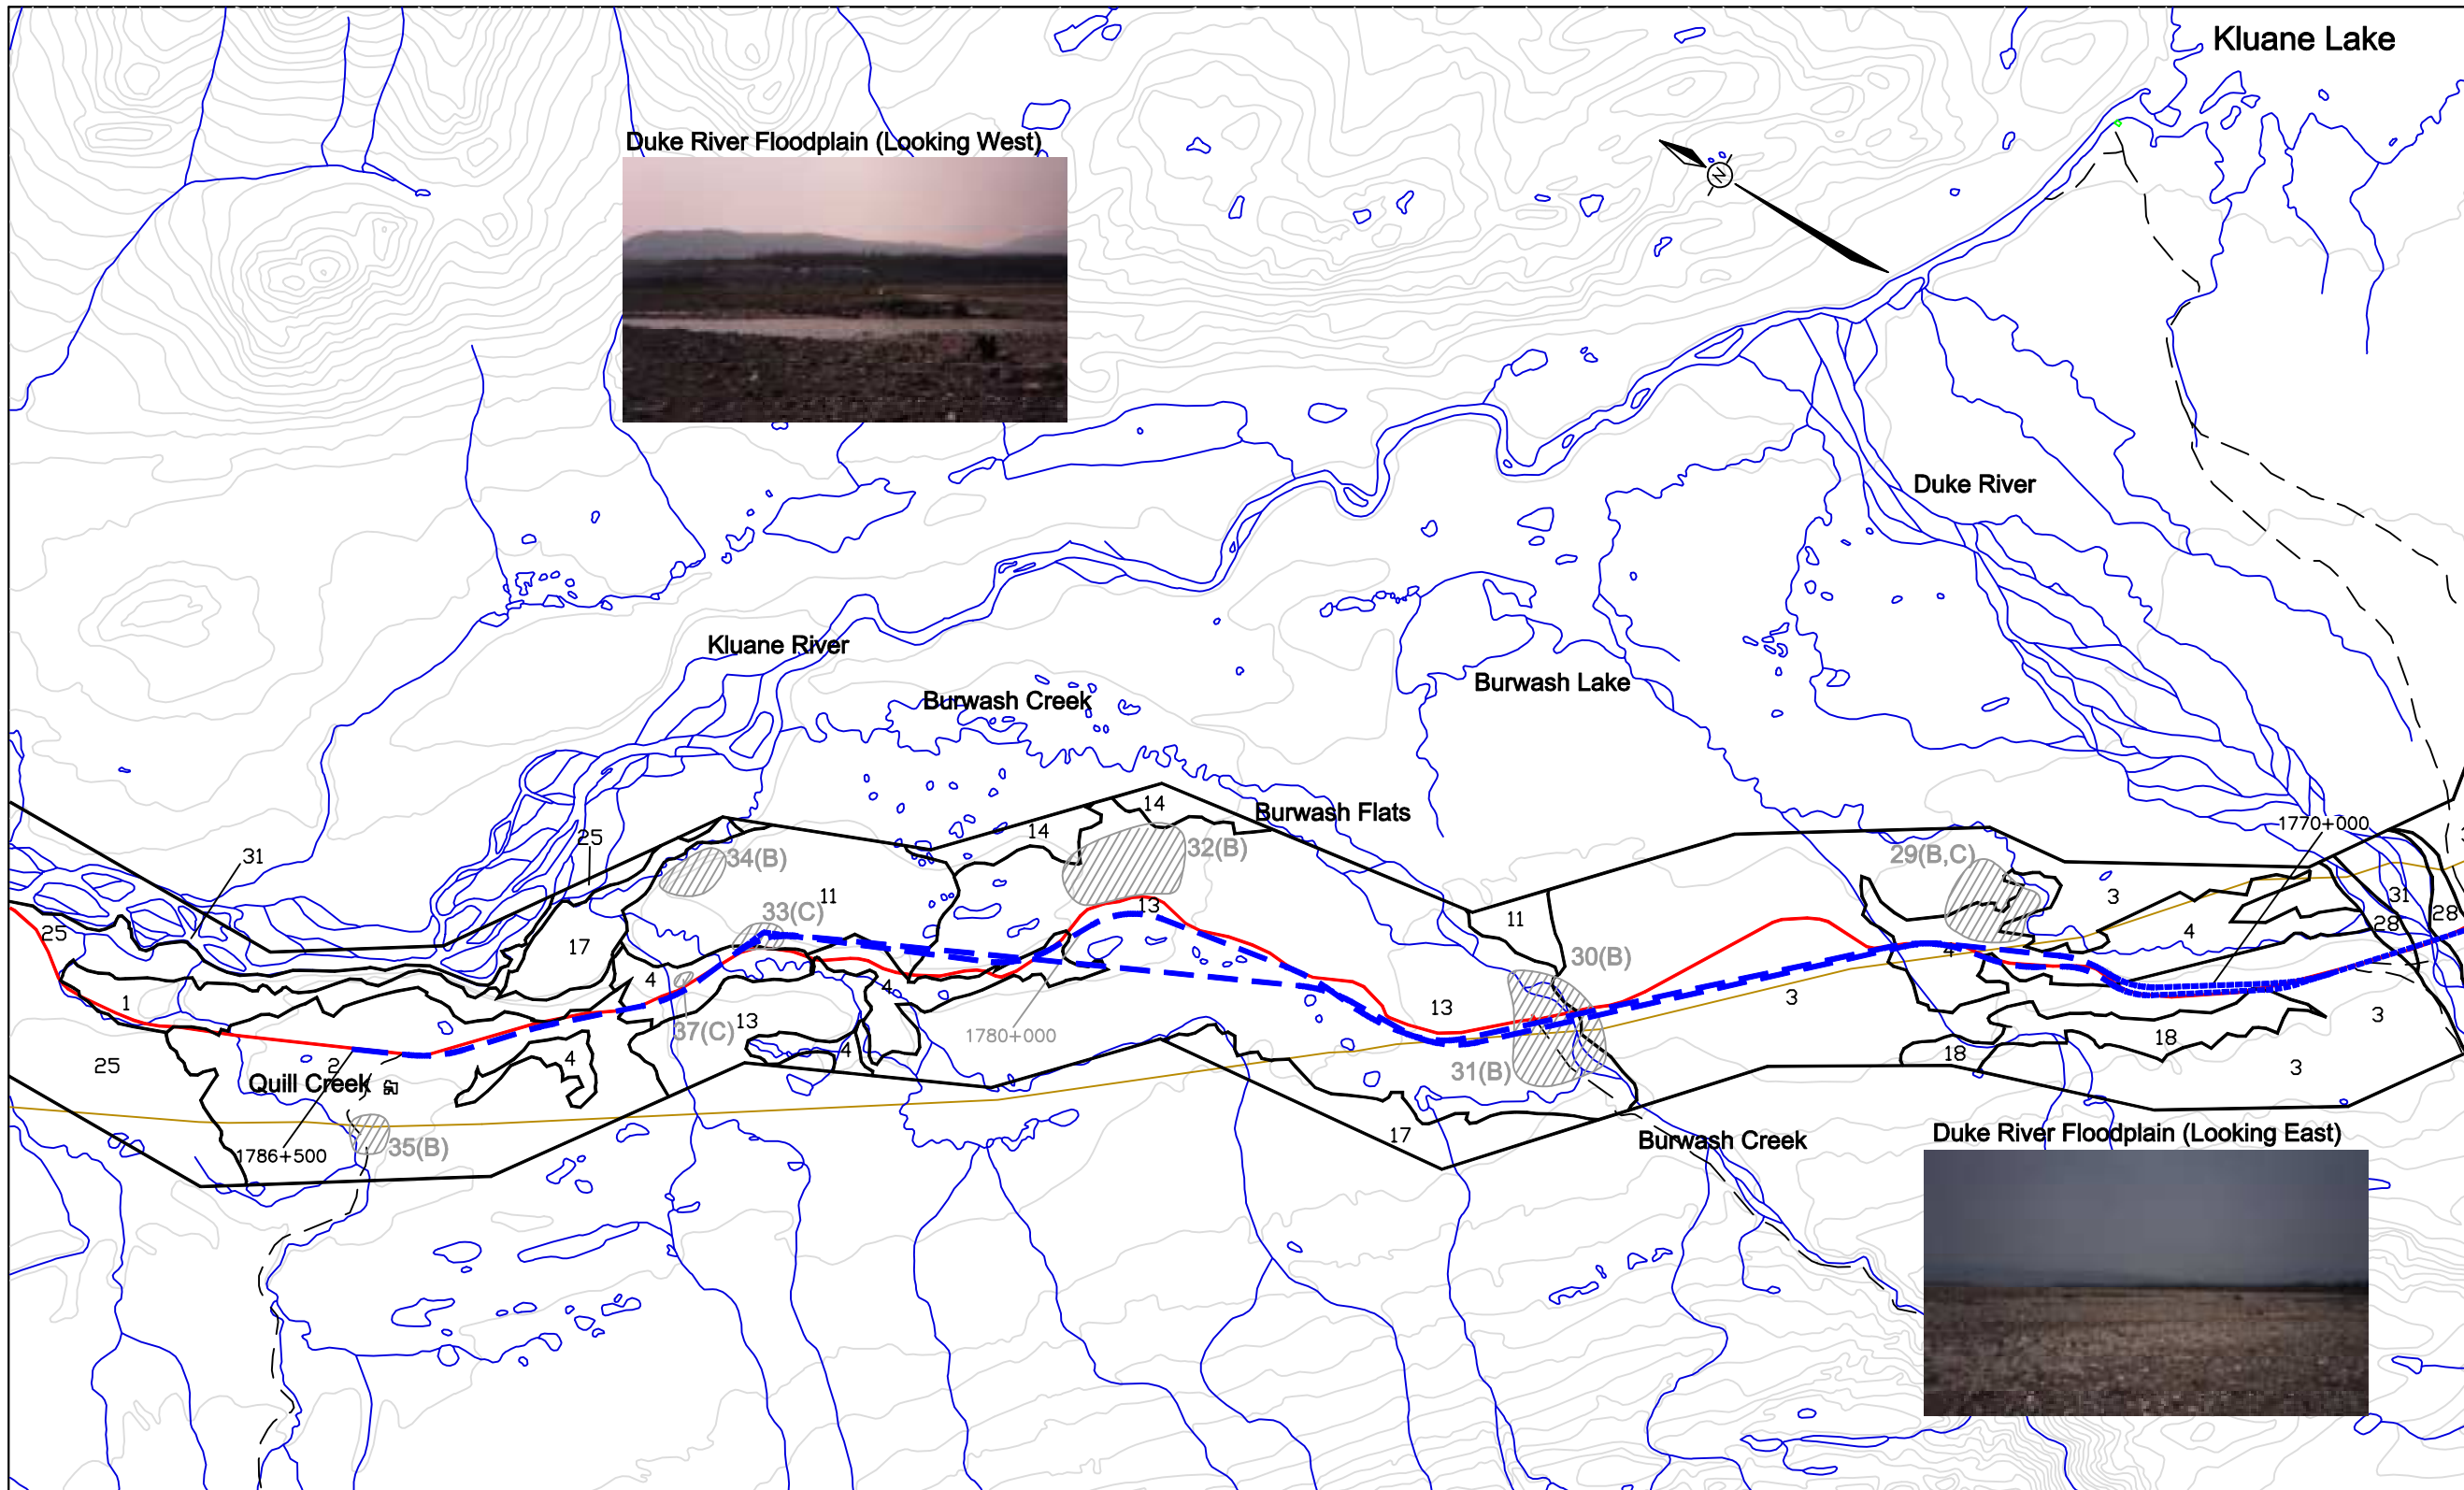 Kluane Lake
Duke River Floodplain (Looking West)
N
Duke River
Kluane River
Burwash Lake
Burwash Creek
14
Burwash Flats
14
1770+000
25
31
34(B)
32(B)
29(B,C)
11
3
31
33(C)
13
11
28
28
25
17
4
4
30(B)
4
4
1
13
3
37(C)
13
1780+000
3
2
4
4
18
18
31(B)
3
25
Quill Creek
17
35(B)
1786+500
Burwash Creek
Duke River Floodplain (Looking East)